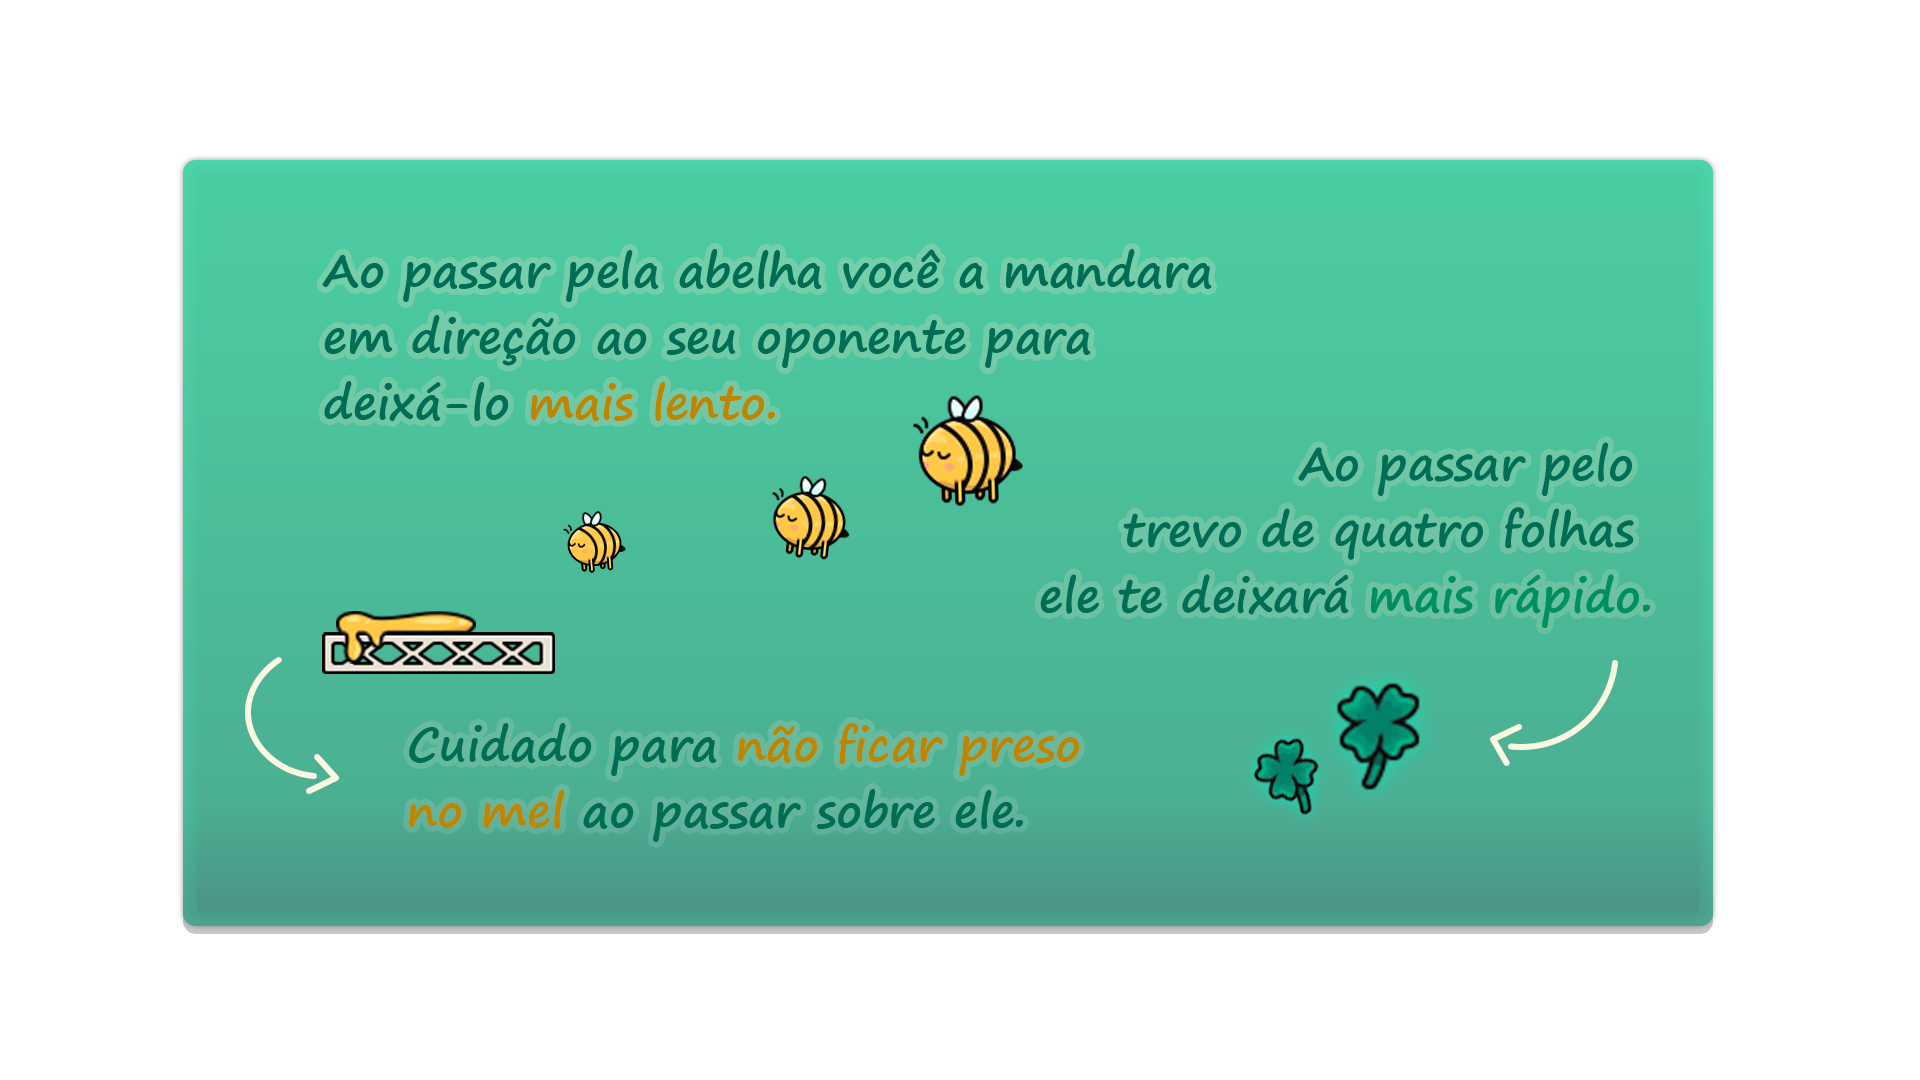 Ao passar pela abelha você a mandara
em direção ao seu oponente para
deixá-lo mais lento.
Ao passar pelo
trevo de quatro folhas
ele te deixará mais rápido.
Cuidado para não ficar preso
no mel ao passar sobre ele.